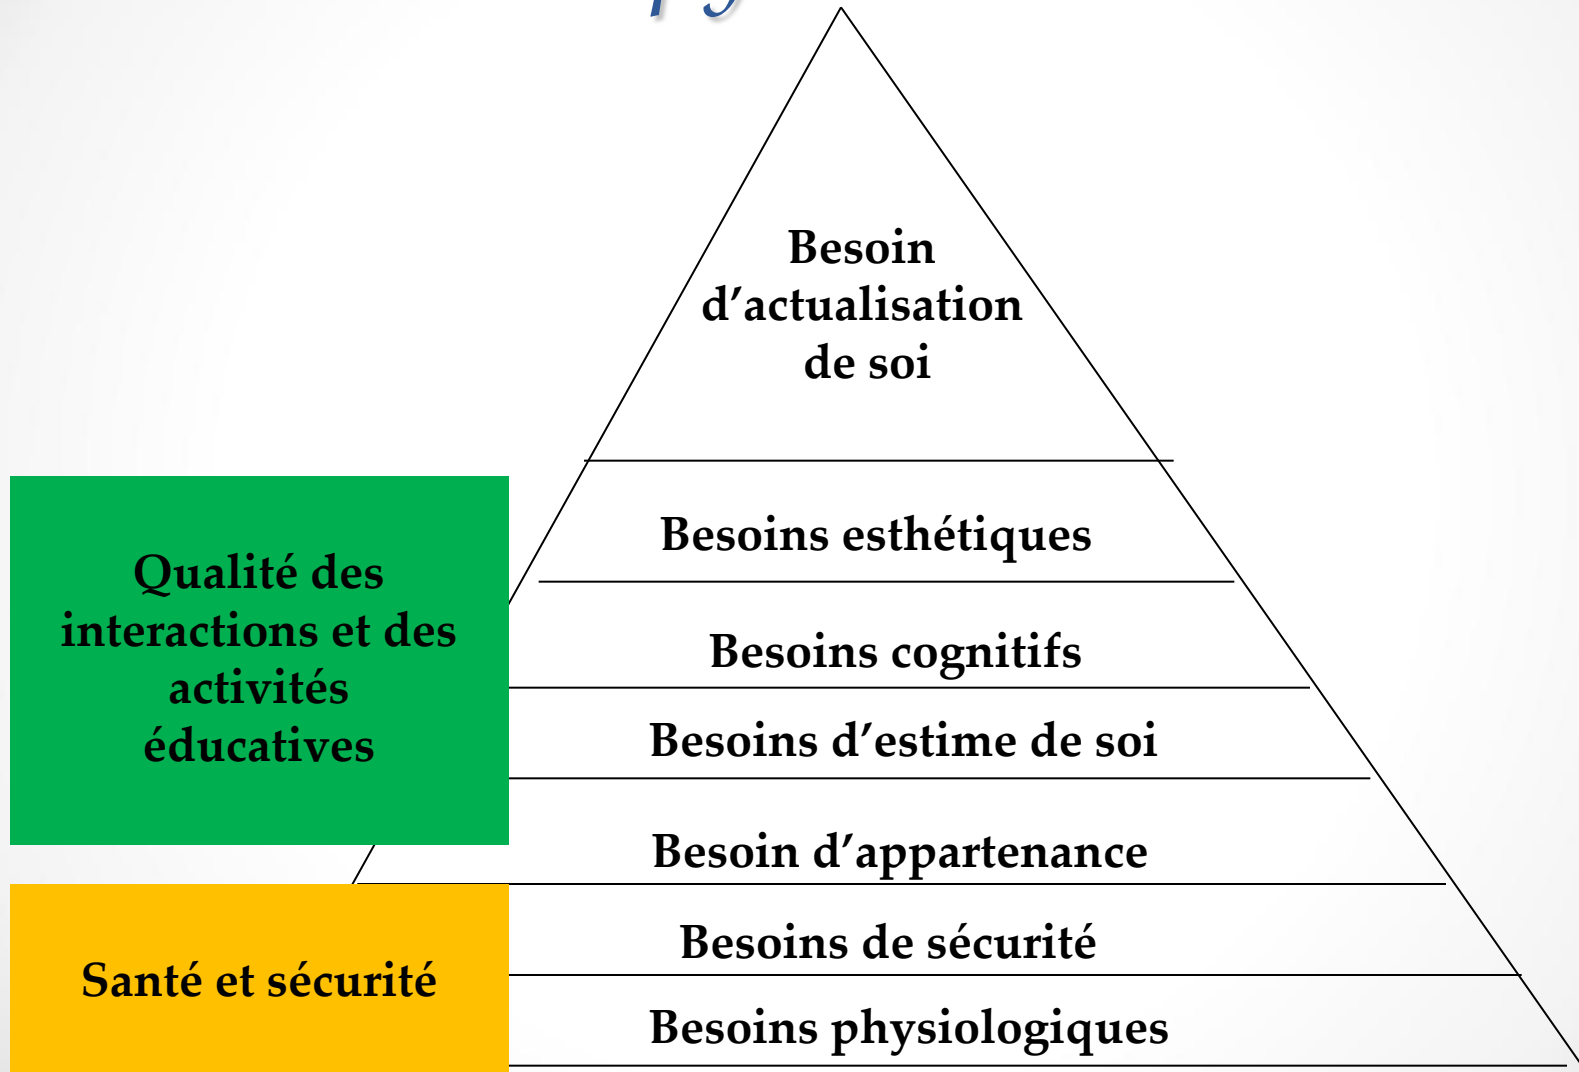 Besoin
d’actualisation
de soi
Besoins esthétiques
Qualité des
interactions et des
activités
éducatives
Besoins cognitifs
Besoins d’estime de soi
Besoin d’appartenance
Besoins de sécurité
Santé et sécurité
Besoins physiologiques